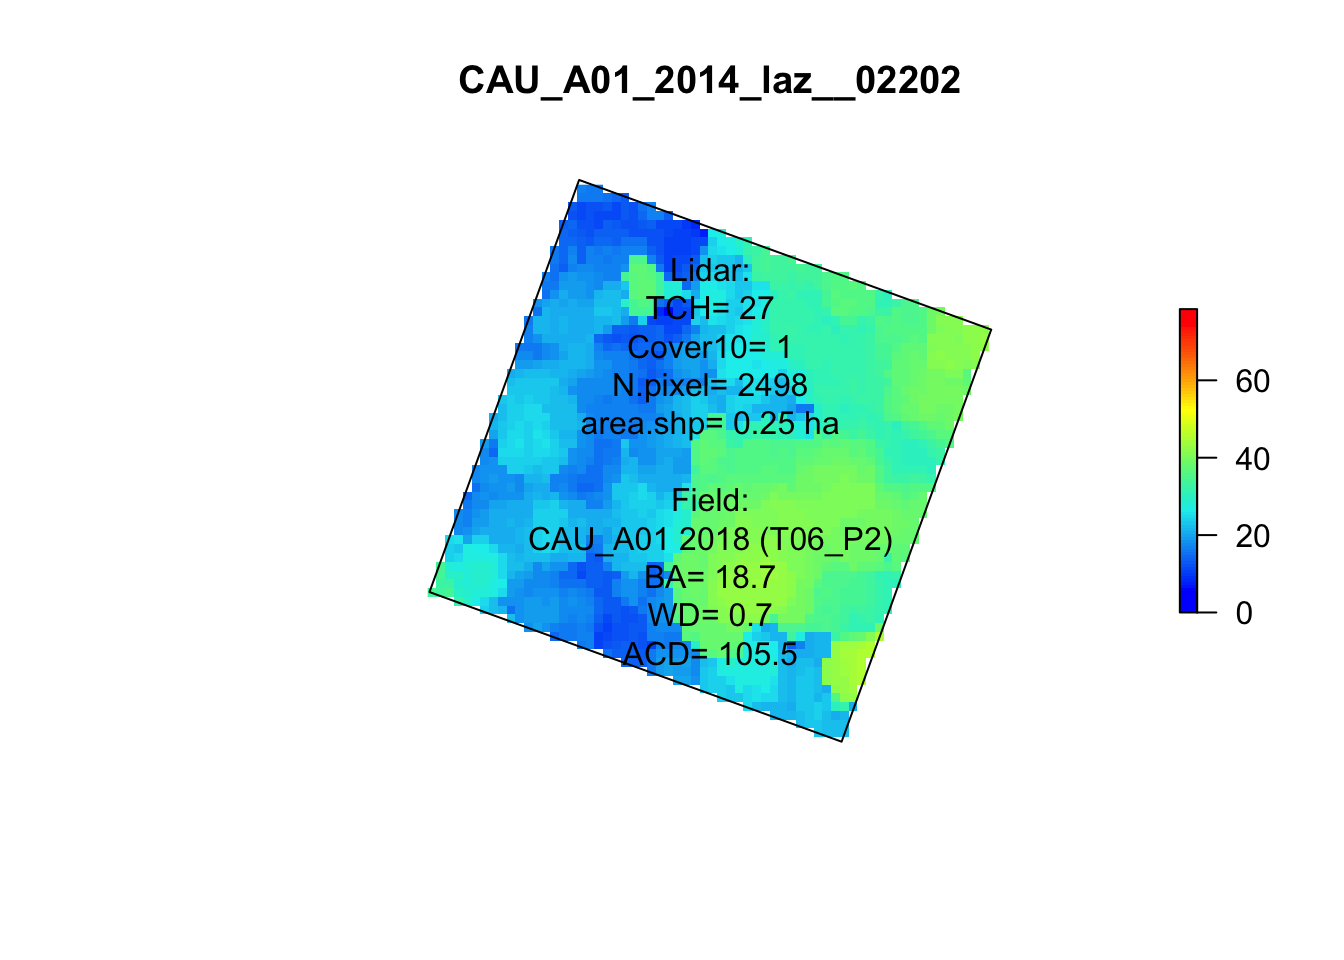 CAU_A01_2014_laz__02202
Lidar:
TCH= 27
Cover10= 1
N.pixel= 2498
area.shp= 0.25 ha
Field:
CAU_A01 2018 (T06_P2)
BA= 18.7
WD= 0.7
ACD= 105.5
60
40
20
0